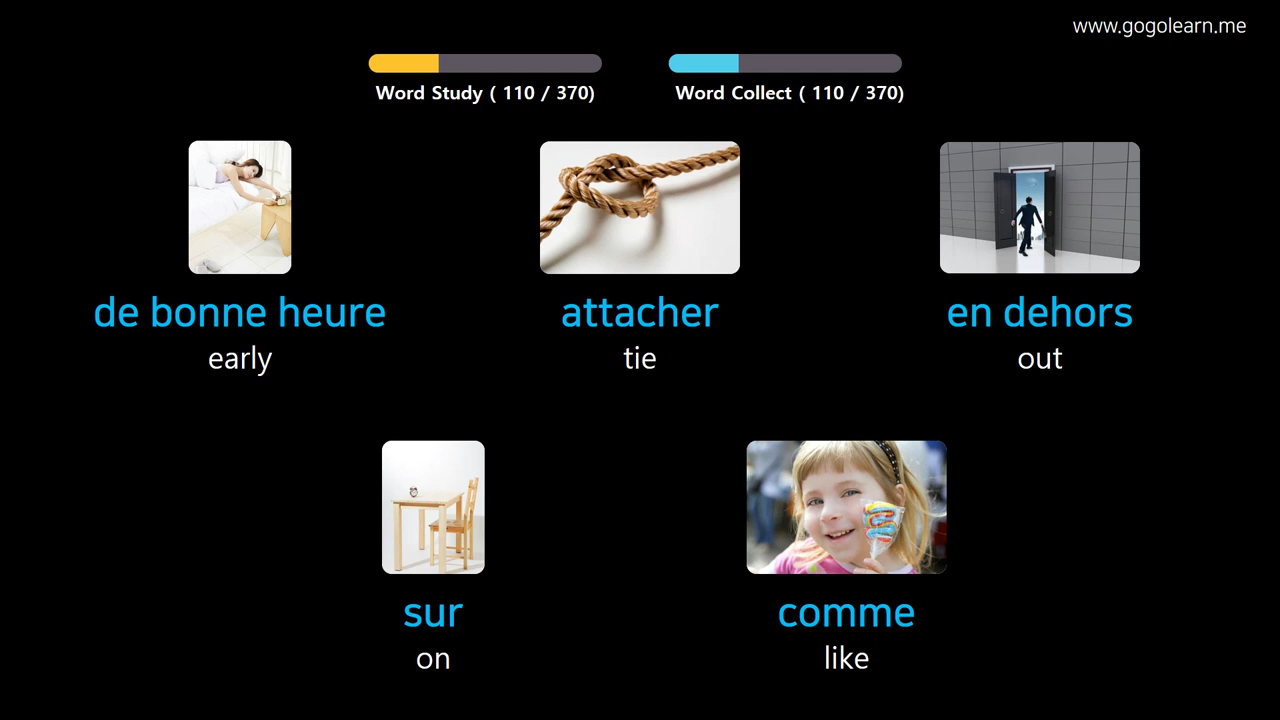 www.gogolearn.me
Word Study ( 110 / 370)
Word Collect ( 110 / 370)
de bonne heure
early
attacher
tie
en dehors
out
sur
on
comme
like